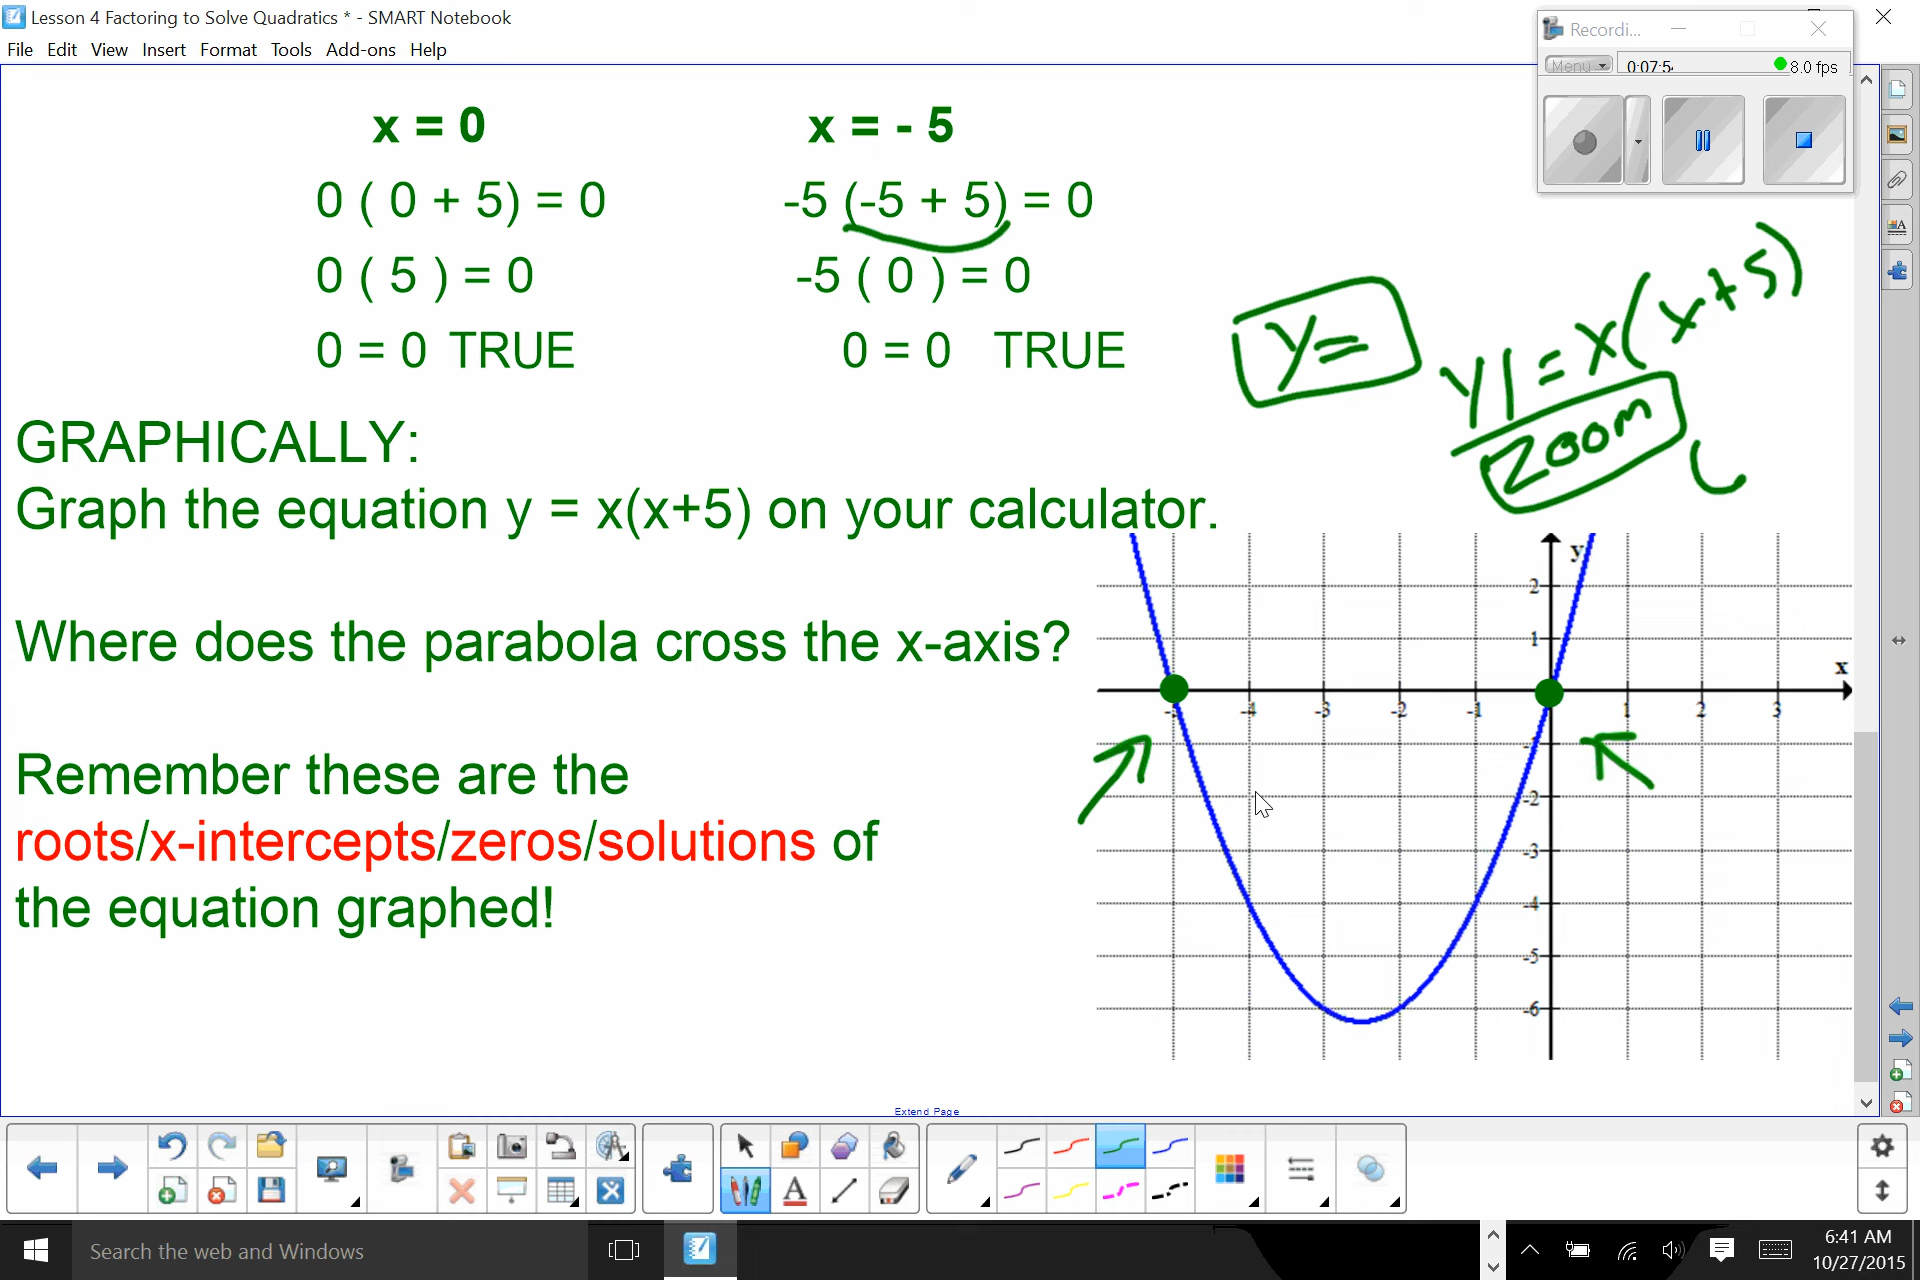 Lesson 4 Factoring to Solve Quadratics * - SMART Notebook
File Edit View Insert Format Tools Add-ons Help
Recordi...
Menu 0:07:54 8.0 fps
x = 0
x = - 5
0 ( 0 + 5) = 0
-5 (-5 + 5) = 0
0 ( 5 ) = 0
-5 ( 0 ) = 0
0 = 0 TRUE
0 = 0 TRUE
y=
y1=x(x+5)
zoom
GRAPHICALLY:
Graph the equation y = x(x+5) on your calculator.
Where does the parabola cross the x-axis?
Remember these are the
roots/x-intercepts/zeros/solutions of
the equation graphed!
y
2
1
x
-4 -3 -2 -1 1 2 3
-2
-3
-4
-5
-6
Extend Page
Search the web and Windows
6:41 AM
10/27/2015